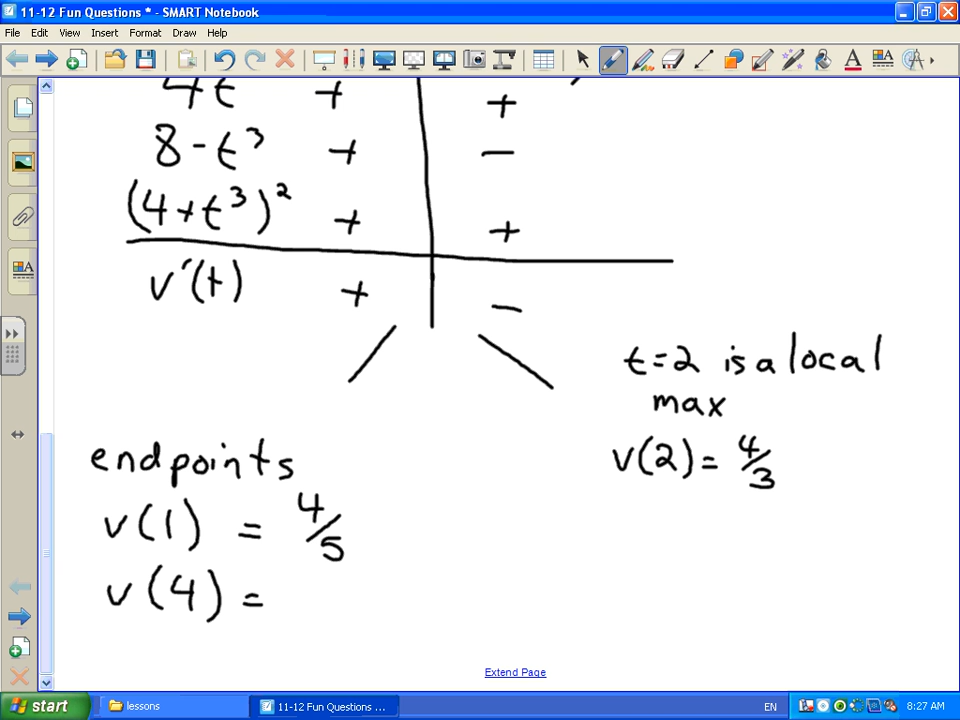 11-12 Fun Questions * - SMART Notebook
File Edit View Insert Format Draw Help
4t + +
8-t³ + −
(4+t³)² + +
v'(t) + −
t=2 is a local
max
v(2) = 4/3
endpoints
v(1) = 4/5
v(4) =
Extend Page
start lessons 11-12 Fun Questions ... EN 8:27 AM